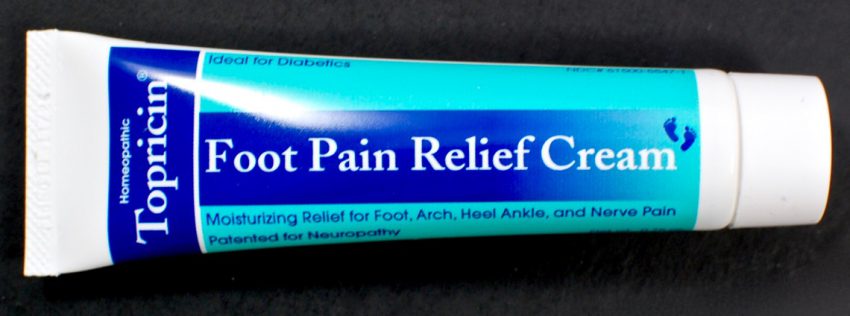 Homeopathic
Topricin®
Ideal for Diabetics
Foot Pain Relief Cream
Moisturizing Relief for Foot, Arch, Heel Ankle, and Nerve Pain
Patented for Neuropathy